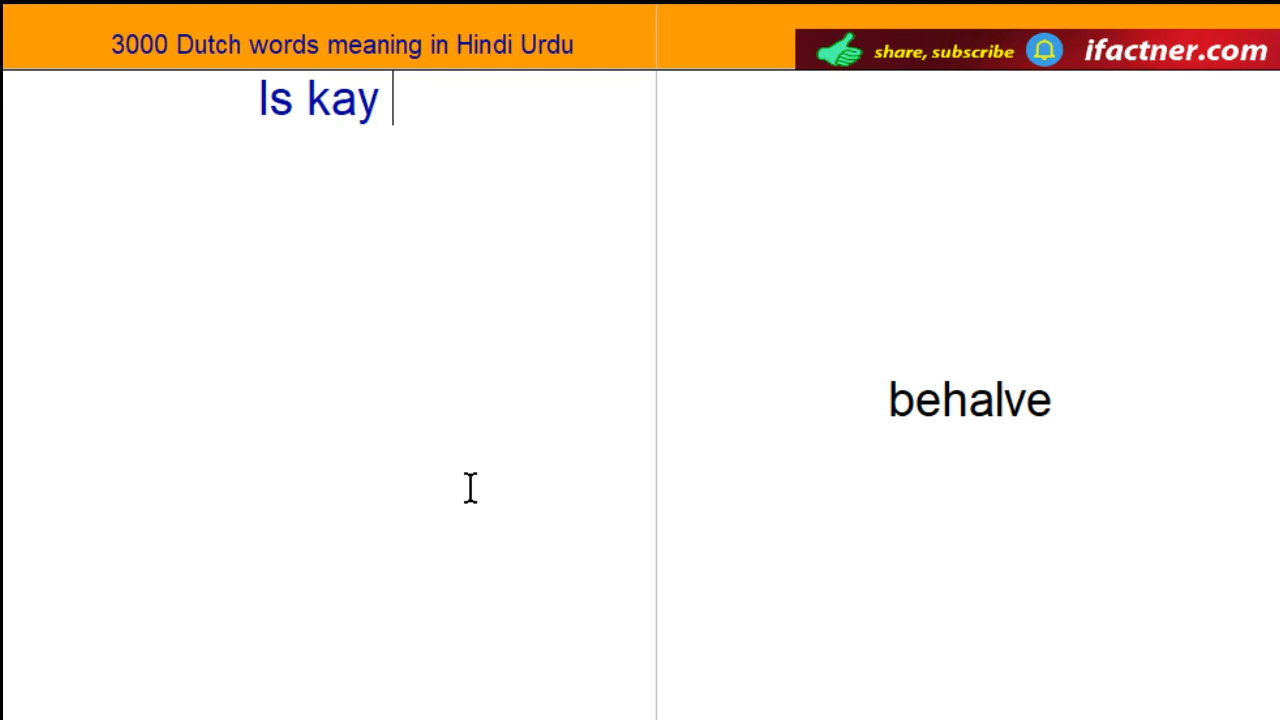 3000 Dutch words meaning in Hindi Urdu
share, subscribe
ifactner.com
Is kay
behalve